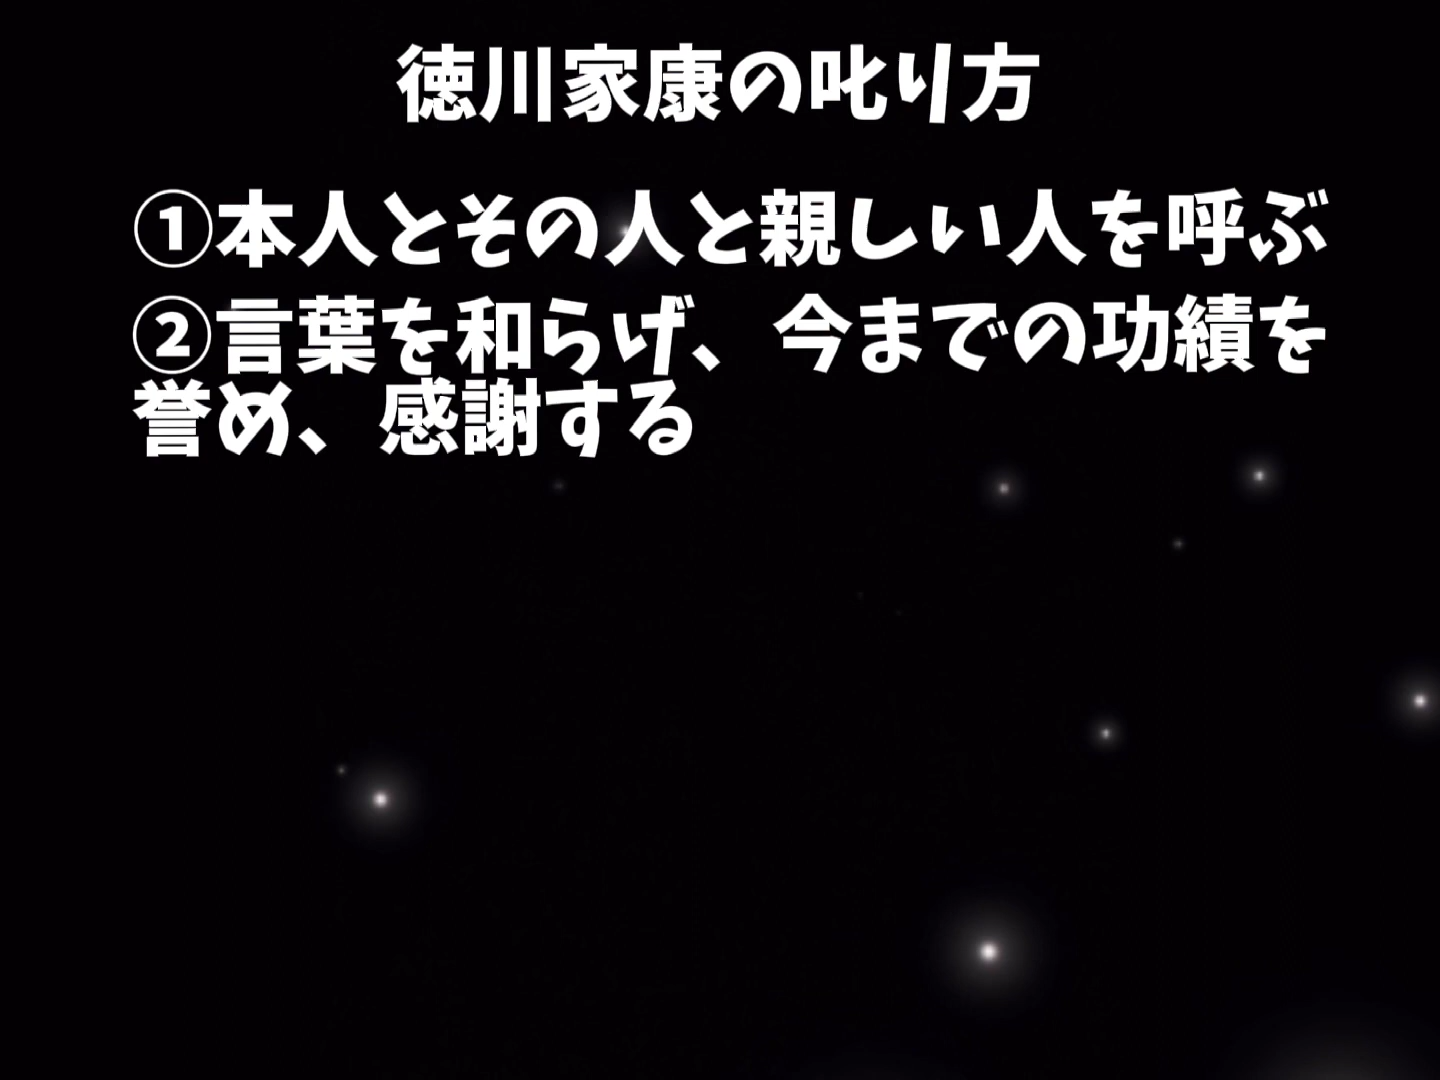 徳川家康の叱り方
①本人とその人と親しい人を呼ぶ
②言葉を和らげ、今までの功績を
誉め、感謝する